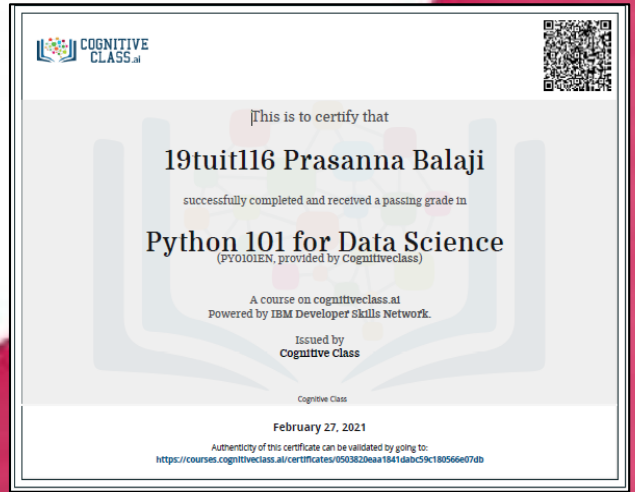 COGNITIVE
CLASS.ai
This is to certify that
19tuit116 Prasanna Balaji
successfully completed and received a passing grade in
Python 101 for Data Science
(PY0101EN, provided by Cognitiveclass)
A course on cognitiveclass.ai
Powered by IBM Developer Skills Network.
Issued by
Cognitive Class
Cognitive Class
February 27, 2021
Authenticity of this certificate can be validated by going to:
https://courses.cognitiveclass.ai/certificates/0503820eaa1841dabc59c180566e07db